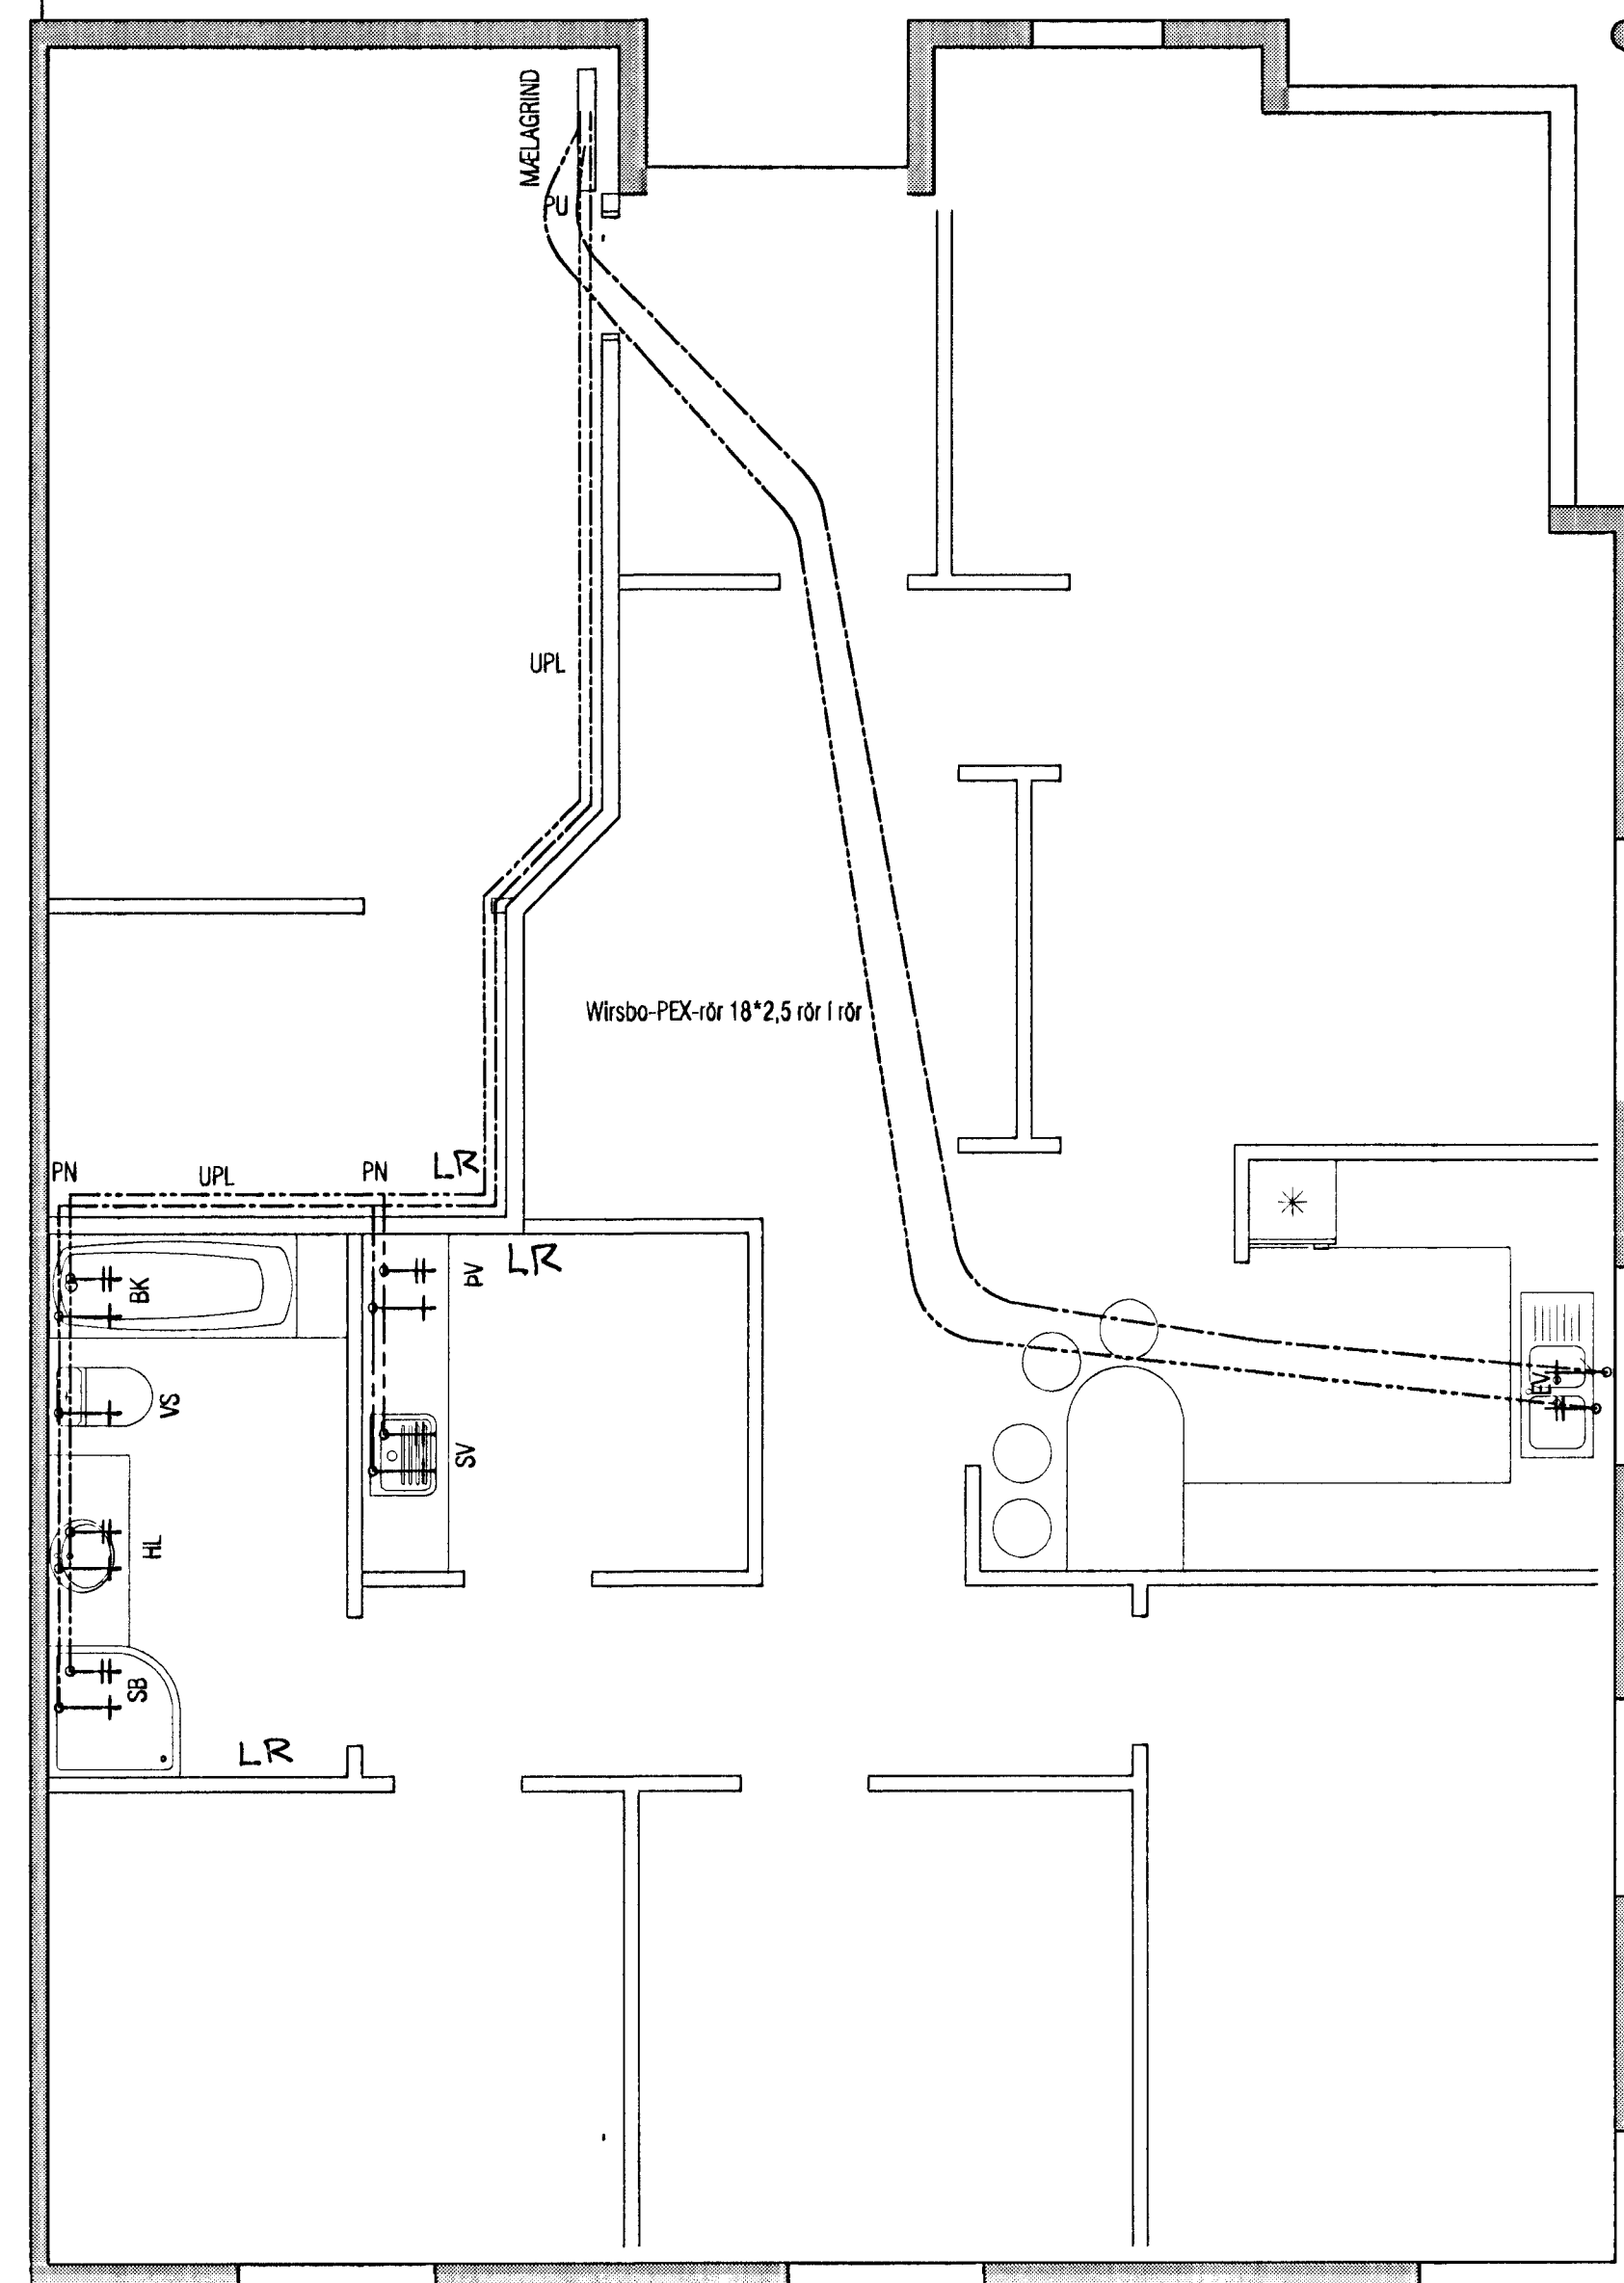 MÆLAGRIND
PU
UPL
Wirsbo-PEX-rör 18*2,5 rör í rör
PN
UPL
PN
LR
LR
BK
ÞV
VS
EV
SV
HL
SB
LR